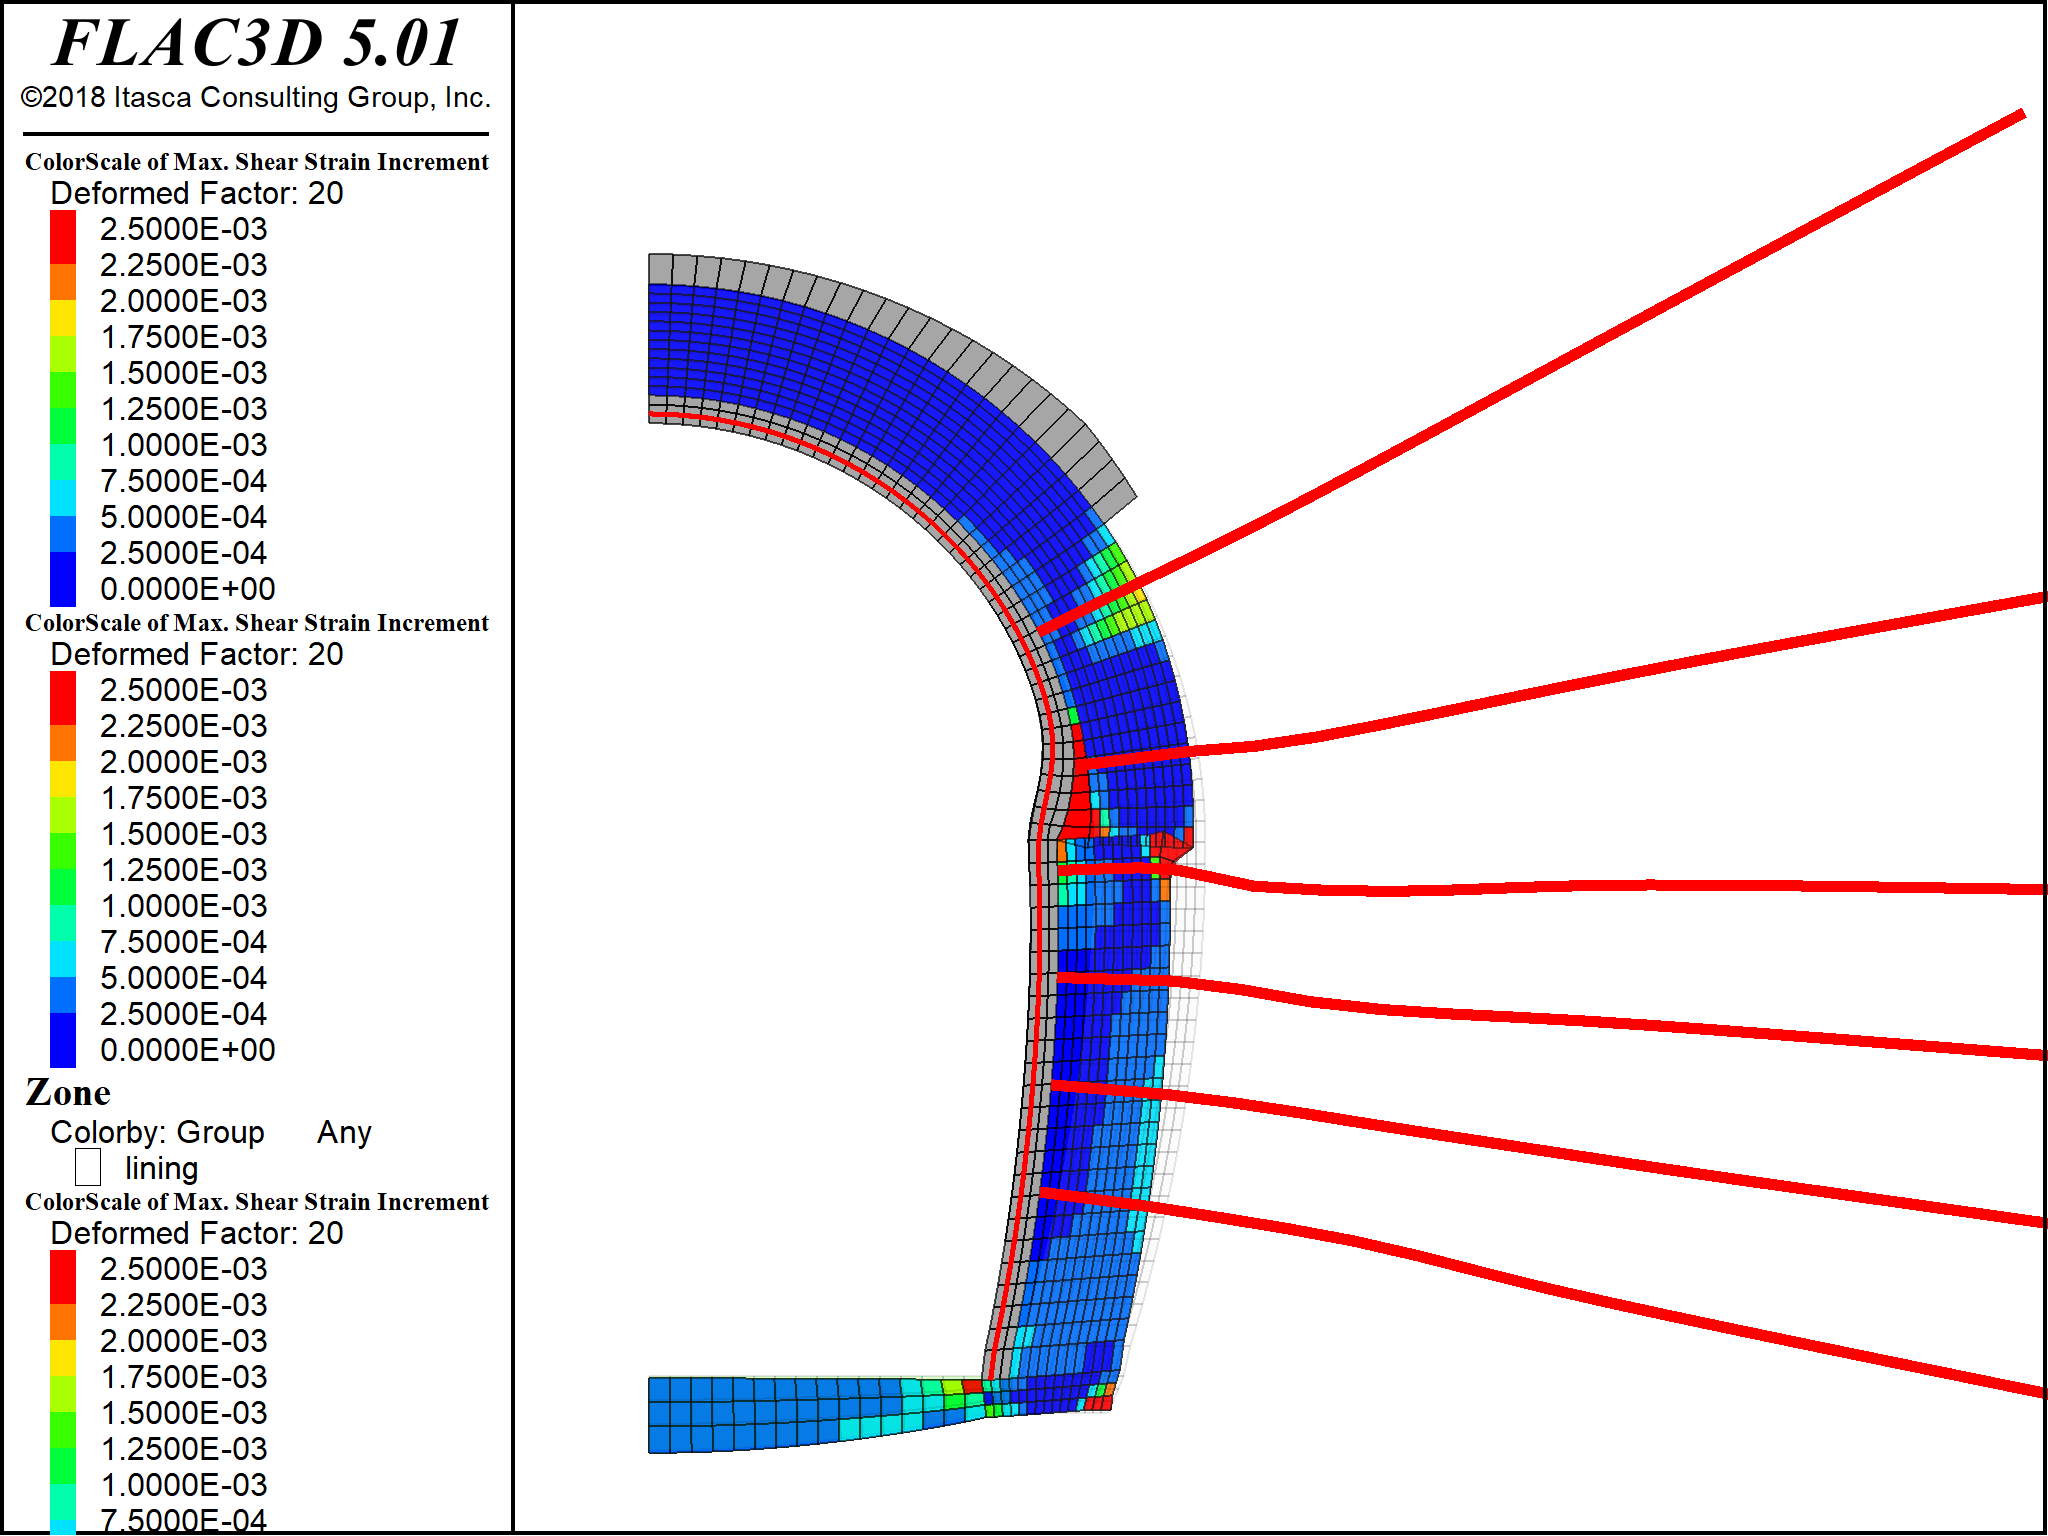 FLAC3D 5.01
©2018 Itasca Consulting Group, Inc.
ColorScale of Max. Shear Strain Increment
Deformed Factor: 20
2.5000E-03
2.2500E-03
2.0000E-03
1.7500E-03
1.5000E-03
1.2500E-03
1.0000E-03
7.5000E-04
5.0000E-04
2.5000E-04
0.0000E+00
ColorScale of Max. Shear Strain Increment
Deformed Factor: 20
2.5000E-03
2.2500E-03
2.0000E-03
1.7500E-03
1.5000E-03
1.2500E-03
1.0000E-03
7.5000E-04
5.0000E-04
2.5000E-04
0.0000E+00
Zone
Colorby: Group Any
lining
ColorScale of Max. Shear Strain Increment
Deformed Factor: 20
2.5000E-03
2.2500E-03
2.0000E-03
1.7500E-03
1.5000E-03
1.2500E-03
1.0000E-03
7.5000E-04